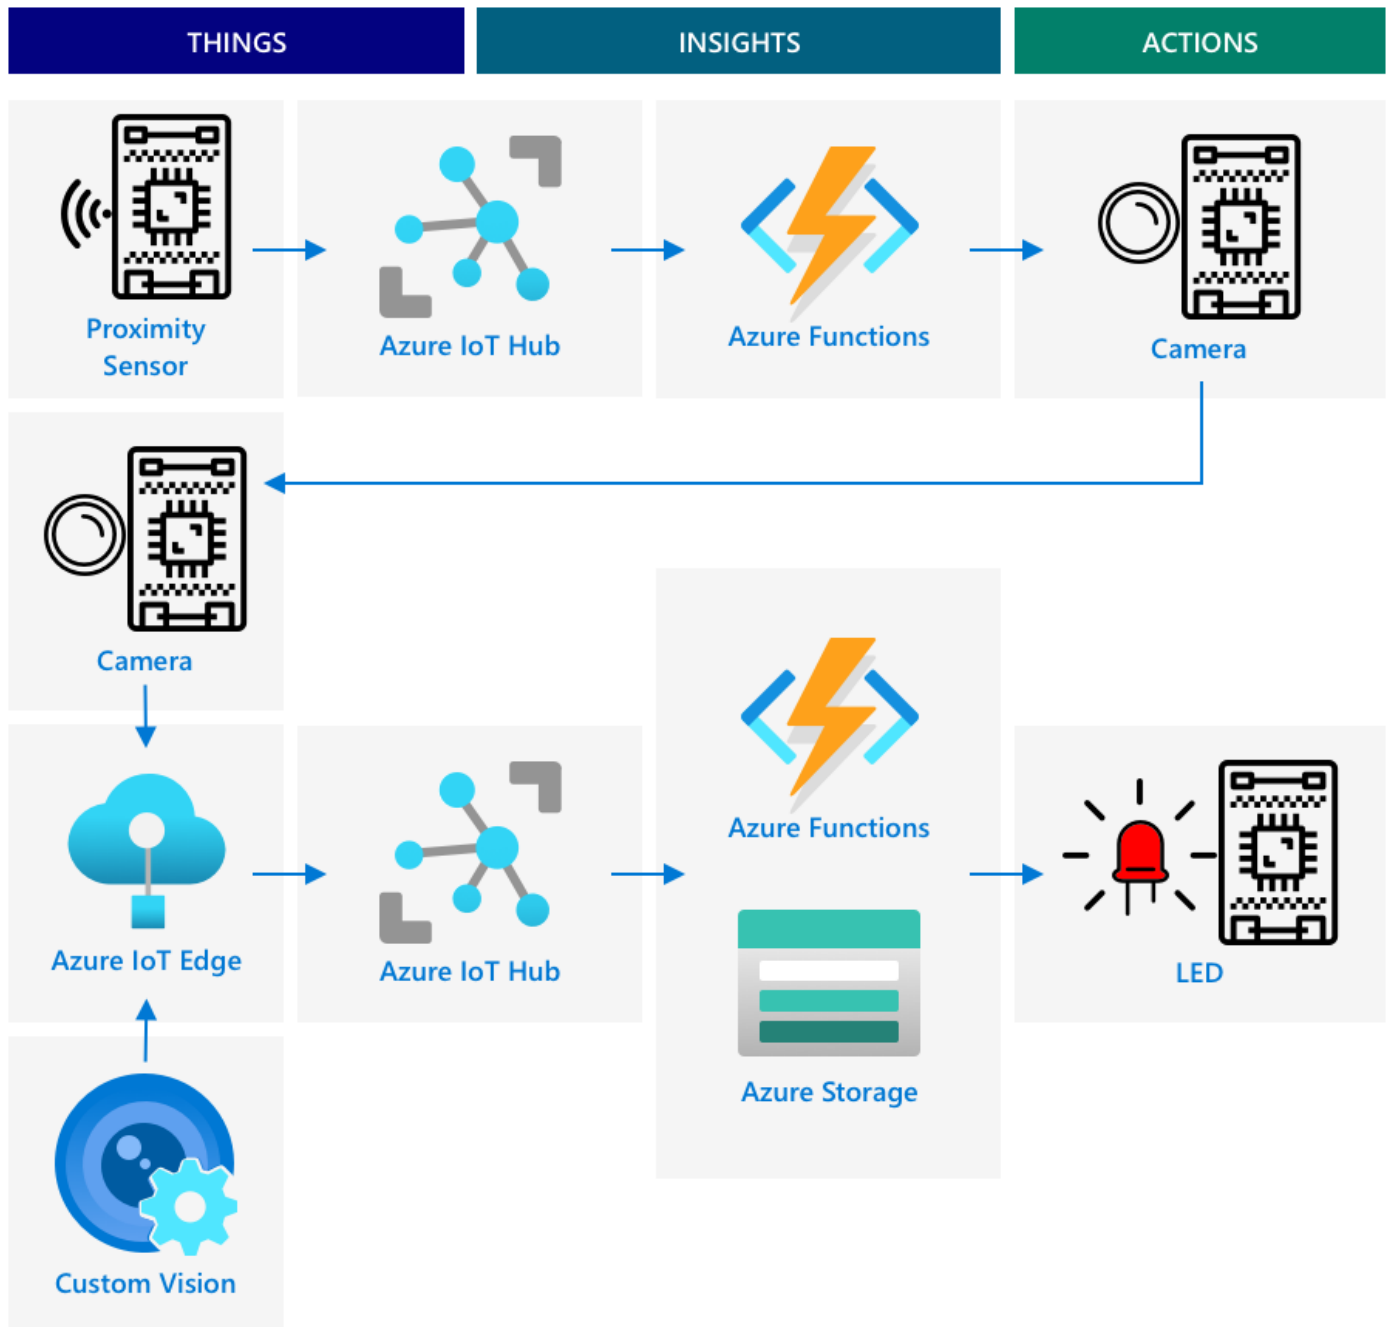 THINGS
INSIGHTS
ACTIONS
Proximity
Sensor
Azure IoT Hub
Azure Functions
Camera
Camera
Azure IoT Edge
Azure IoT Hub
Azure Functions
Azure Storage
LED
Custom Vision